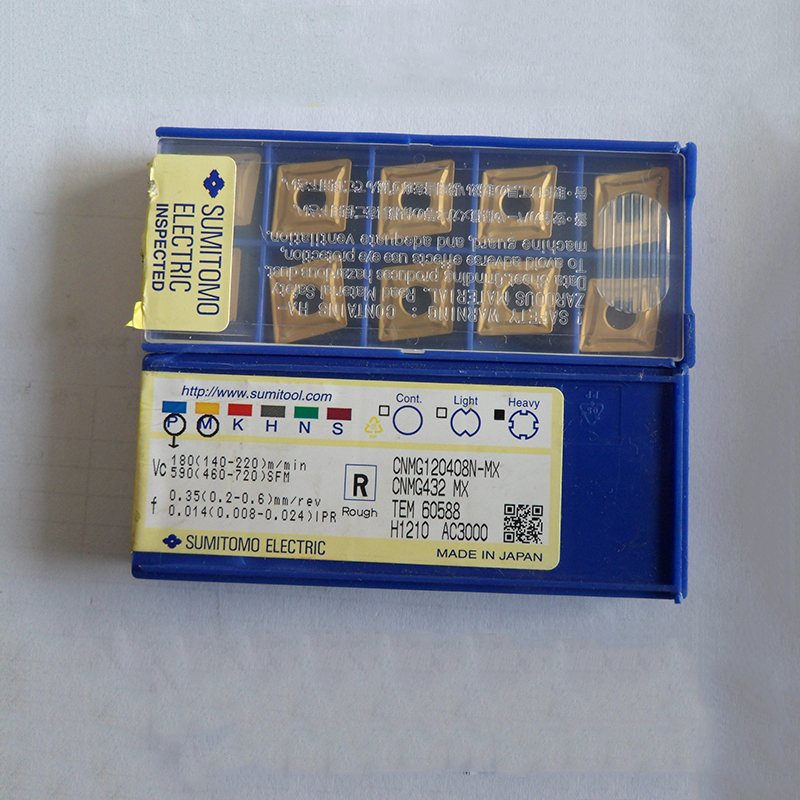 SUMITOMO
ELECTRIC
INSPECTED
! SAFETY WARNING CONTAINS HA-
ZARDOUS MATERIAL. Read Material Safety
Data Sheet. Grinding produces hazardous dust.
To avoid adverse effects use eye protection,
machine guard, and adequate ventilation.
http://www.sumitool.com
P M K H N S
Cont. Light Heavy
Vc 180(140-220)m/min
590(460-720)SFM
f 0.35(0.2-0.6)mm/rev
0.014(0.008-0.024)IPR
R
Rough
CNMG120408N-MX
CNMG432 MX
TEM 60588
H1210 AC3000
SUMITOMO ELECTRIC
MADE IN JAPAN
PP